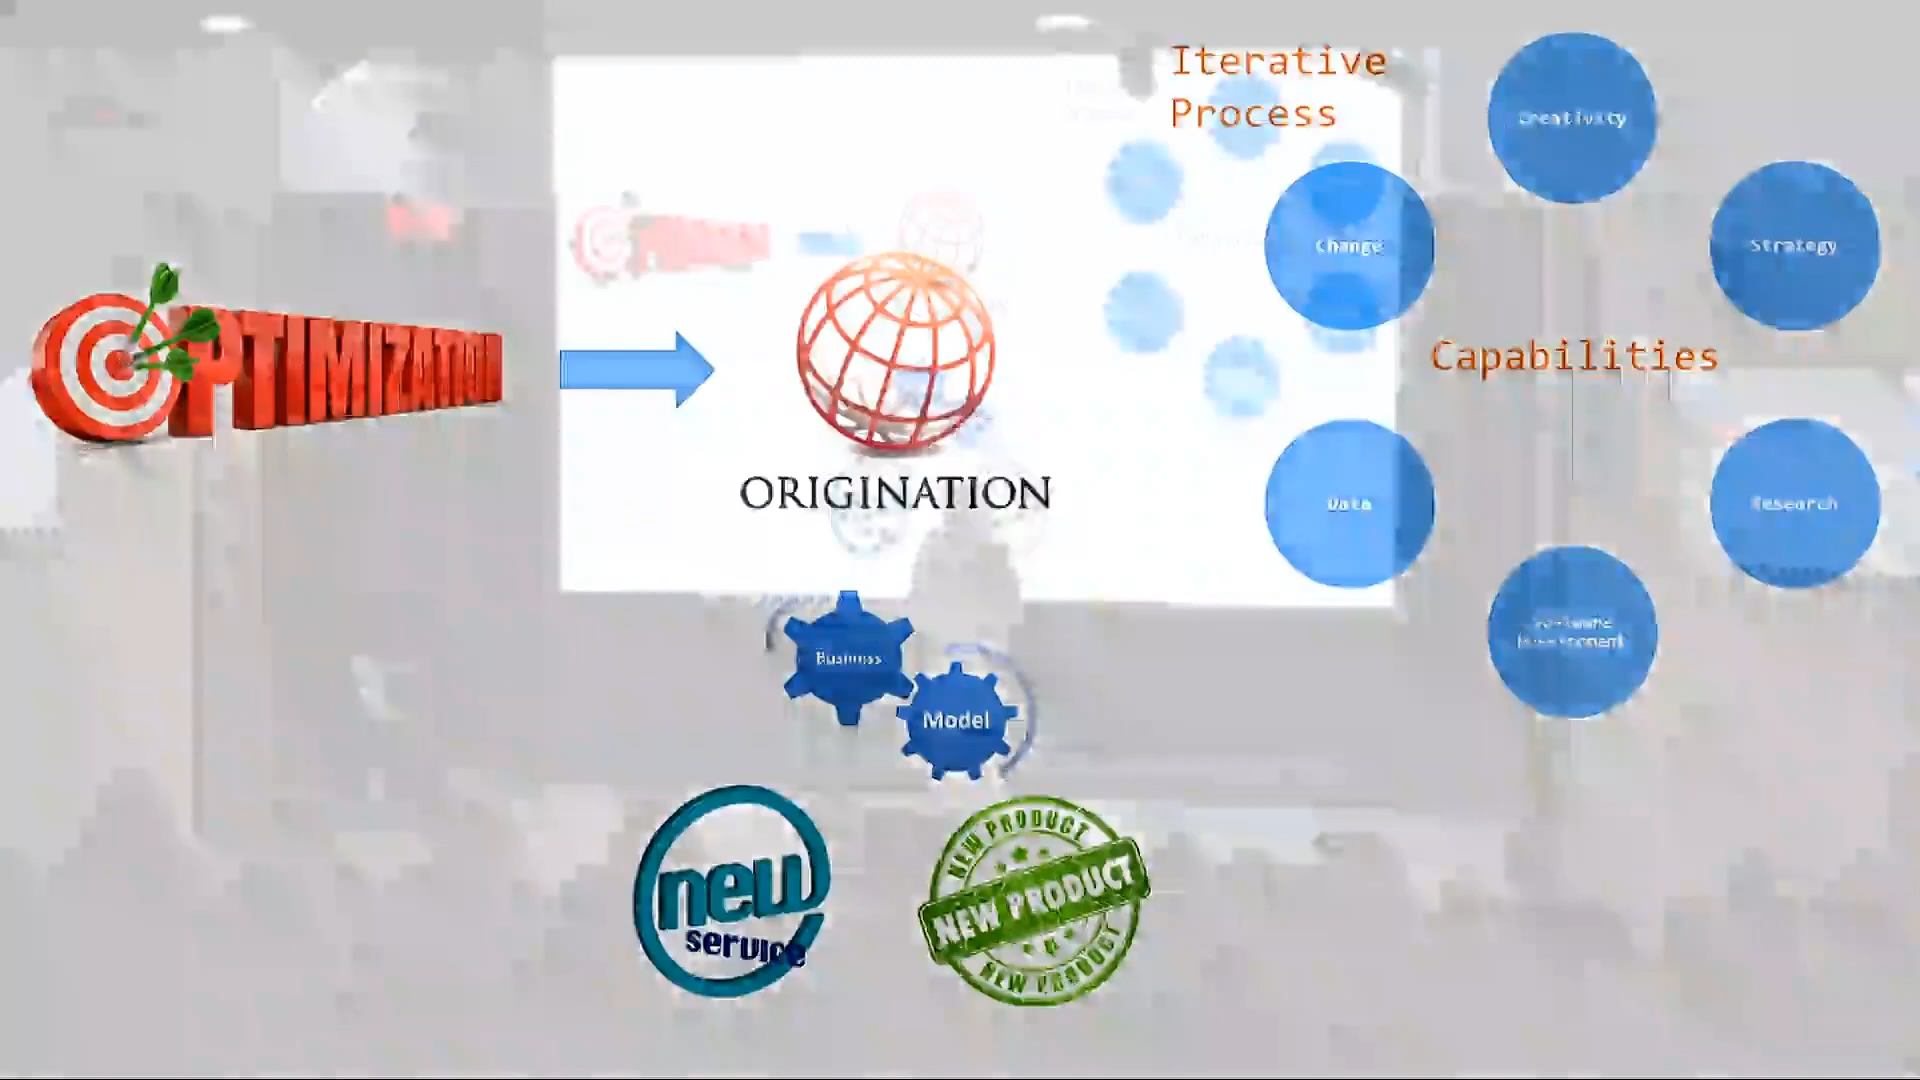 Iterative
Process
Creativity
Change
Strategy
Capabilities
OPTIMIZATION
ORIGINATION
Data
Research
Business
Model
new
service
NEW PRODUCT
NEW PRODUCT
NEW PRODUCT